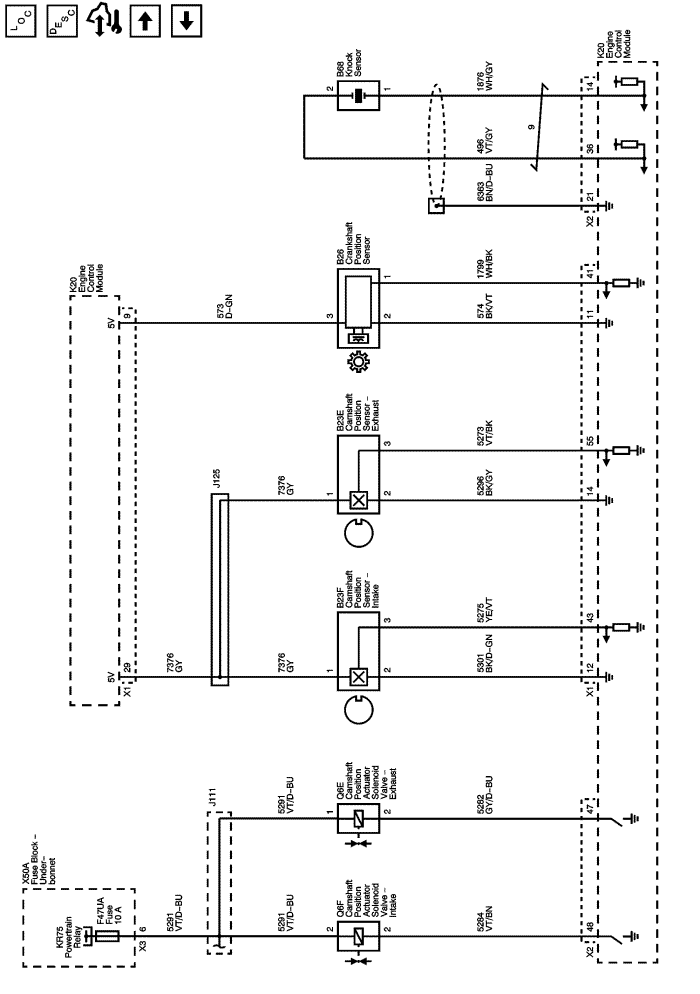 LOC
DESC
B68
Knock
Sensor
2
1
1876
WH/GY
14
K20
Engine
Control
Module
496
VT/GY
9
36
6363
BN/D-BU
21
X2
K20
Engine
Control
Module
5V
9
573
D-GN
B26
Crankshaft
Position
Sensor
3
1
2
1799
WH/BK
41
574
BK/VT
11
J125
7376
GY
B23E
Camshaft
Position
Sensor –
Exhaust
1
3
2
5273
VT/BK
55
5296
BK/GY
14
5V
29
X1
7376
GY
7376
GY
B23F
Camshaft
Position
Sensor –
Intake
1
3
2
5275
YE/VT
43
5301
BK/D-GN
12
X1
J111
5291
VT/D-BU
Q6E
Camshaft
Position
Actuator
Solenoid
Valve –
Exhaust
1
2
5282
GY/D-BU
47
X50A
Fuse Block –
Under-
bonnet
KR75
Powertrain
Relay
F47UA
Fuse
10 A
6
X3
5291
VT/D-BU
5291
VT/D-BU
Q6F
Camshaft
Position
Actuator
Solenoid
Valve –
Intake
2
2
5284
VT/BN
48
X2